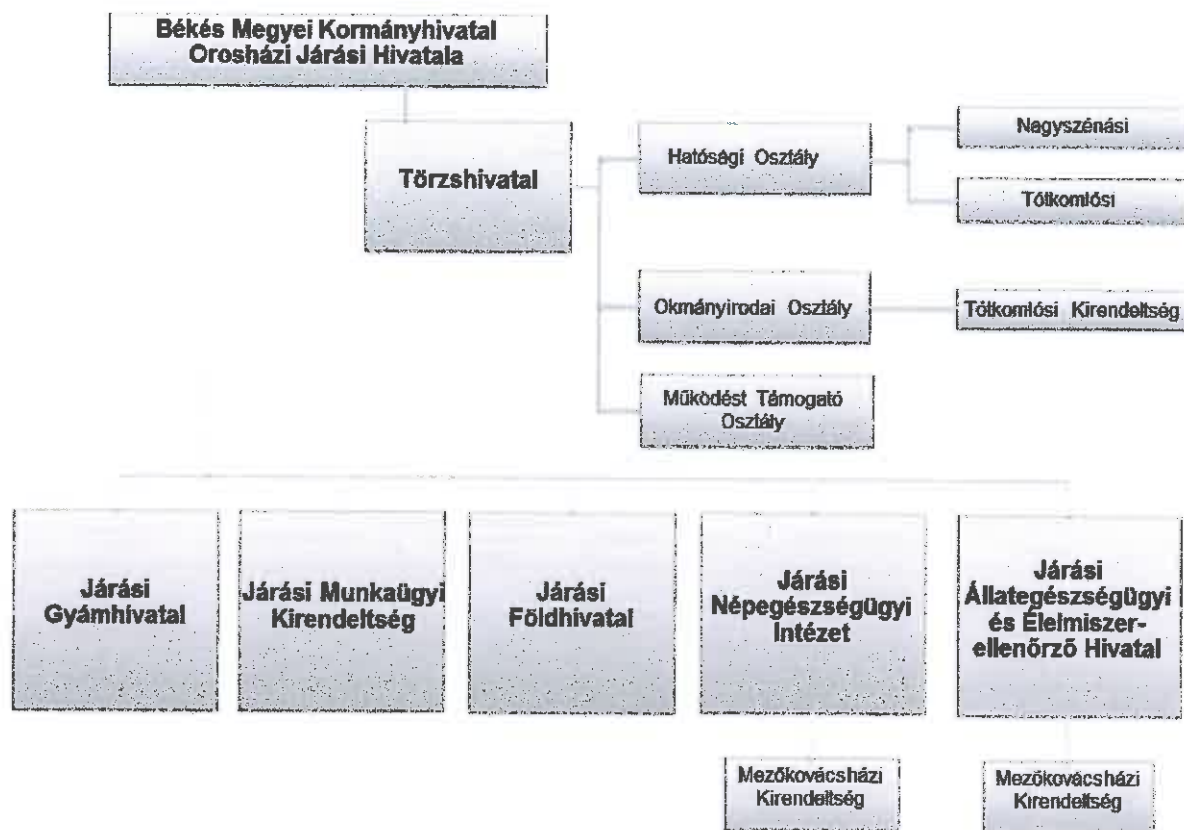 Békés Megyei Kormányhivatal
Orosházi Járási Hivatala
Törzshivatal
Hatósági Osztály
Nagyszénási
Tótkomlósi
Okmányirodai Osztály
Tótkomlósi Kirendeltség
Működést Támogató
Osztály
Járási
Gyámhivatal
Járási Munkaügyi
Kirendeltség
Járási
Földhivatal
Járási
Népegészségügyi
Intézet
Járási
Állategészségügyi
és Élelmiszer-
ellenőrző Hivatal
Mezőkovácsházi
Kirendeltség
Mezőkovácsházi
Kirendeltség